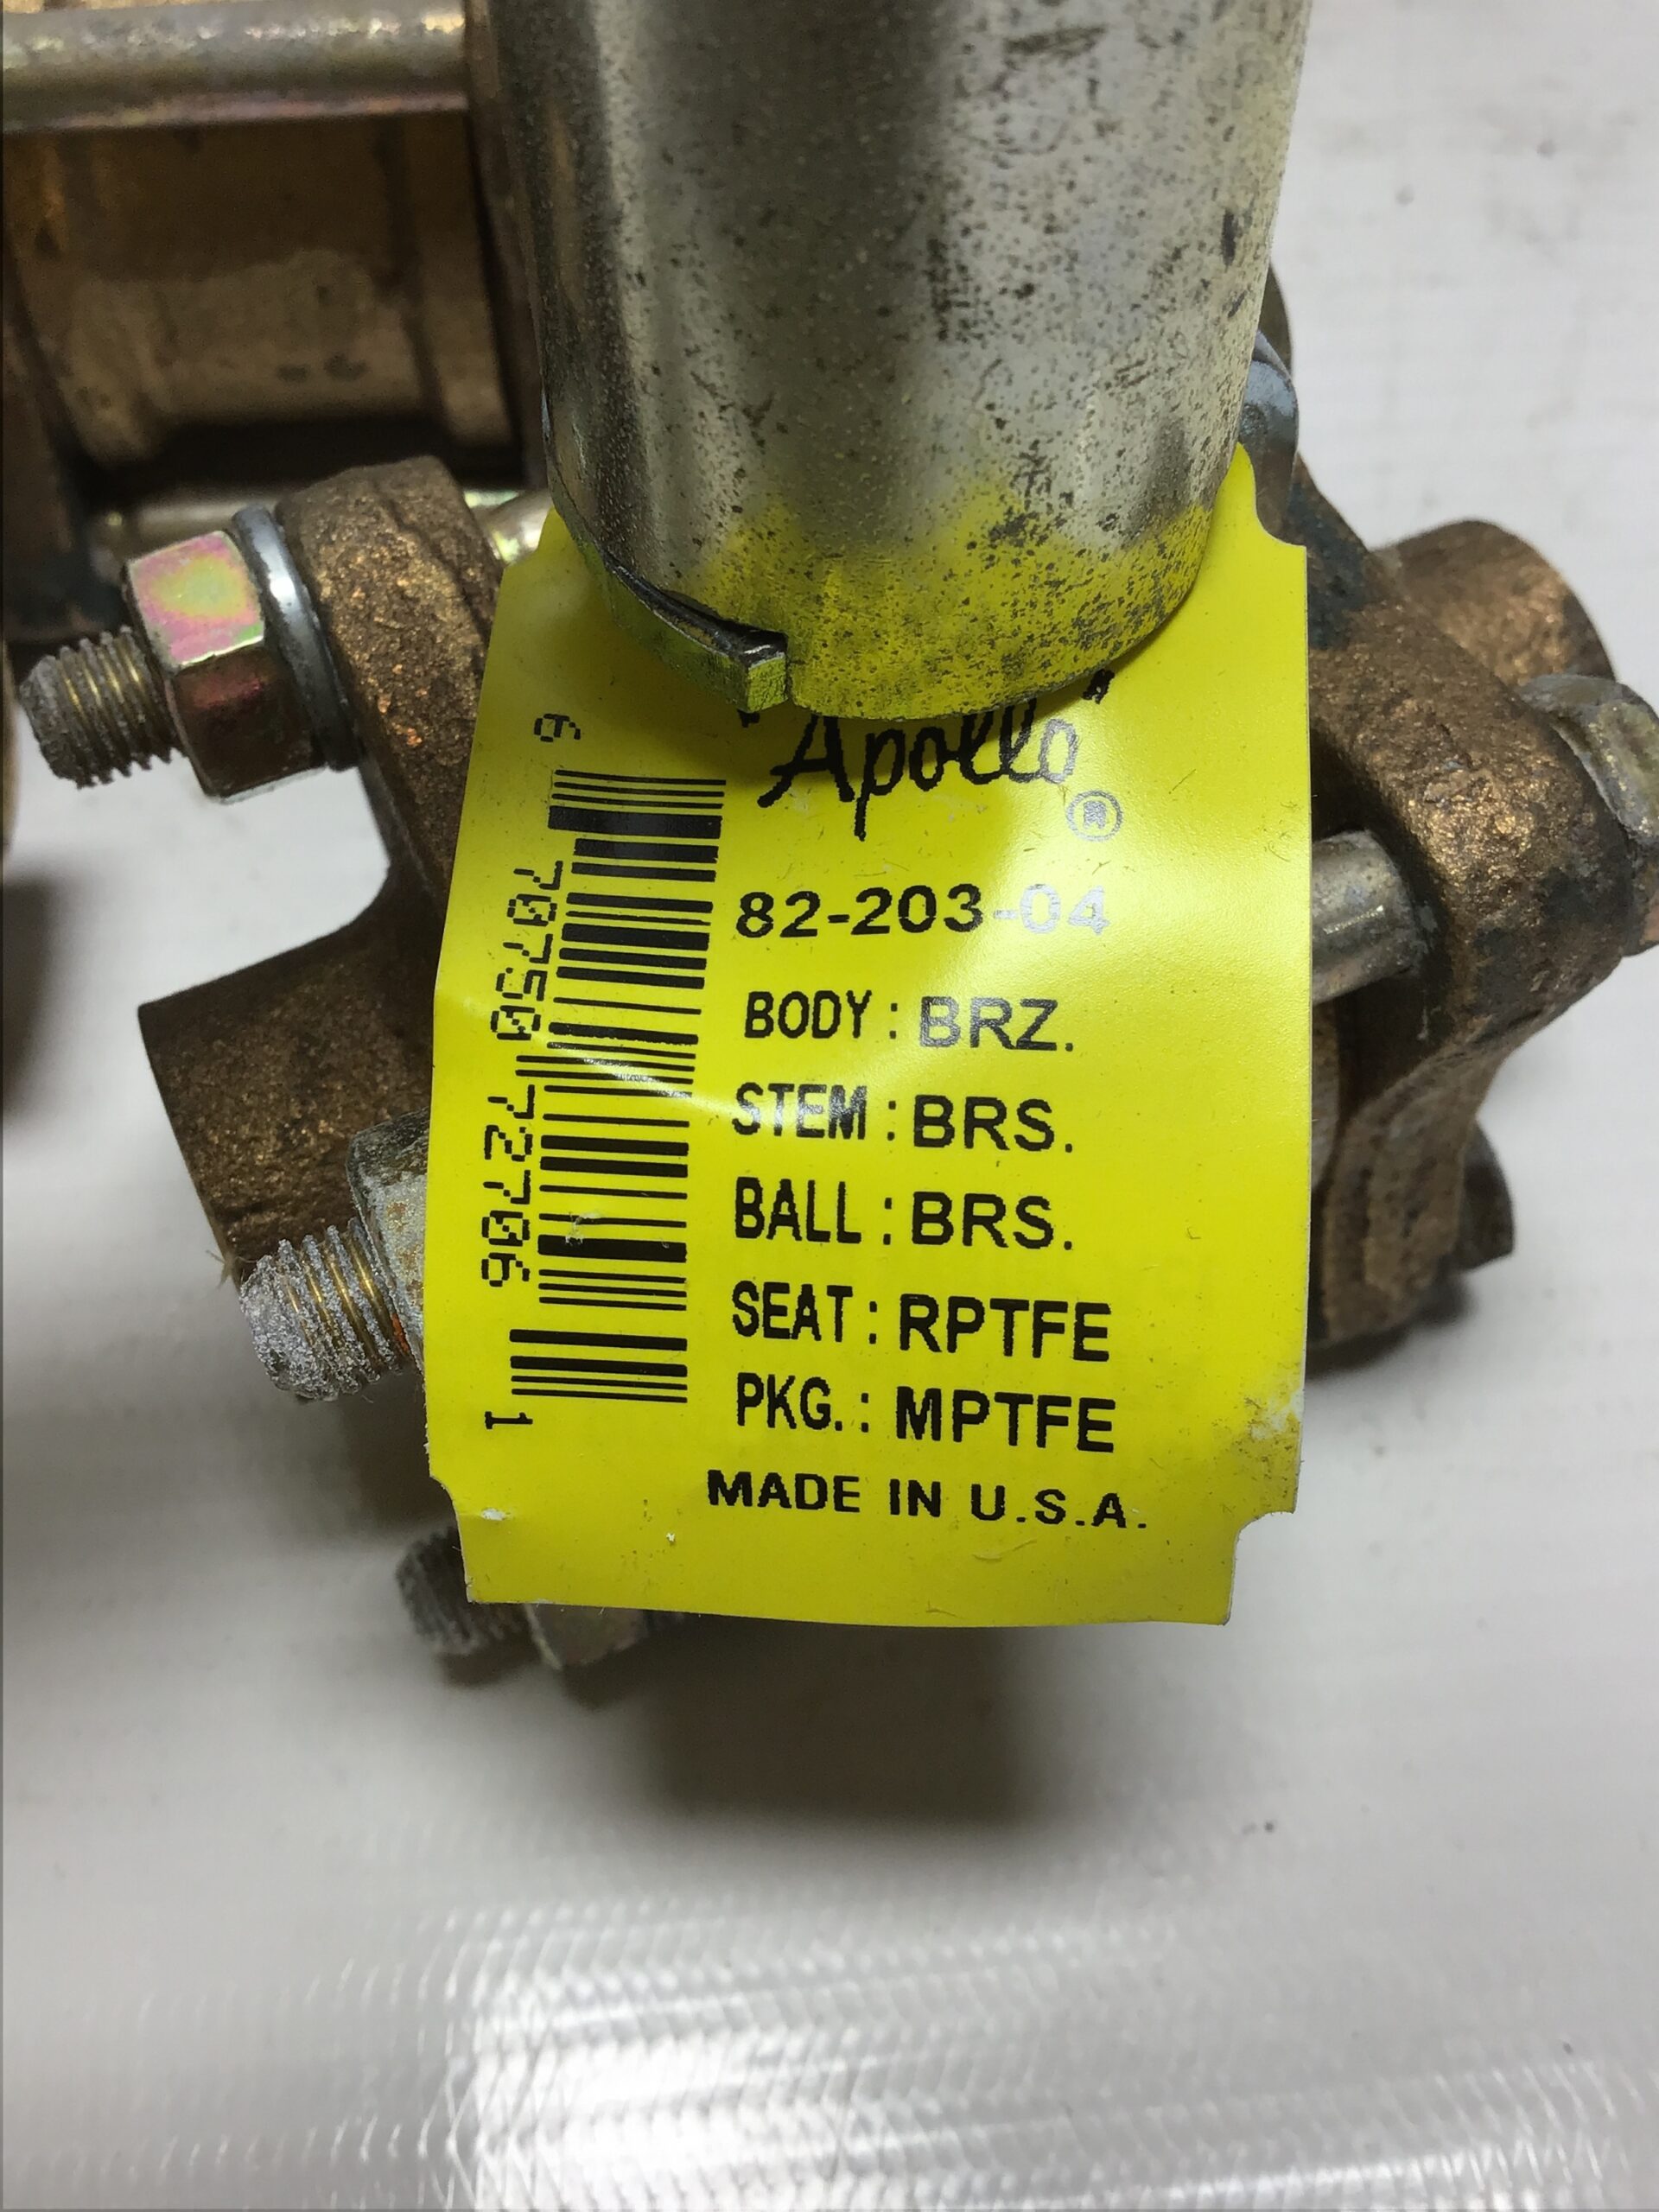 "Apollo"®
82-203-04
BODY : BRZ.
STEM : BRS.
BALL : BRS.
SEAT : RPTFE
PKG. : MPTFE
MADE IN U.S.A.
6 70750 72706 1